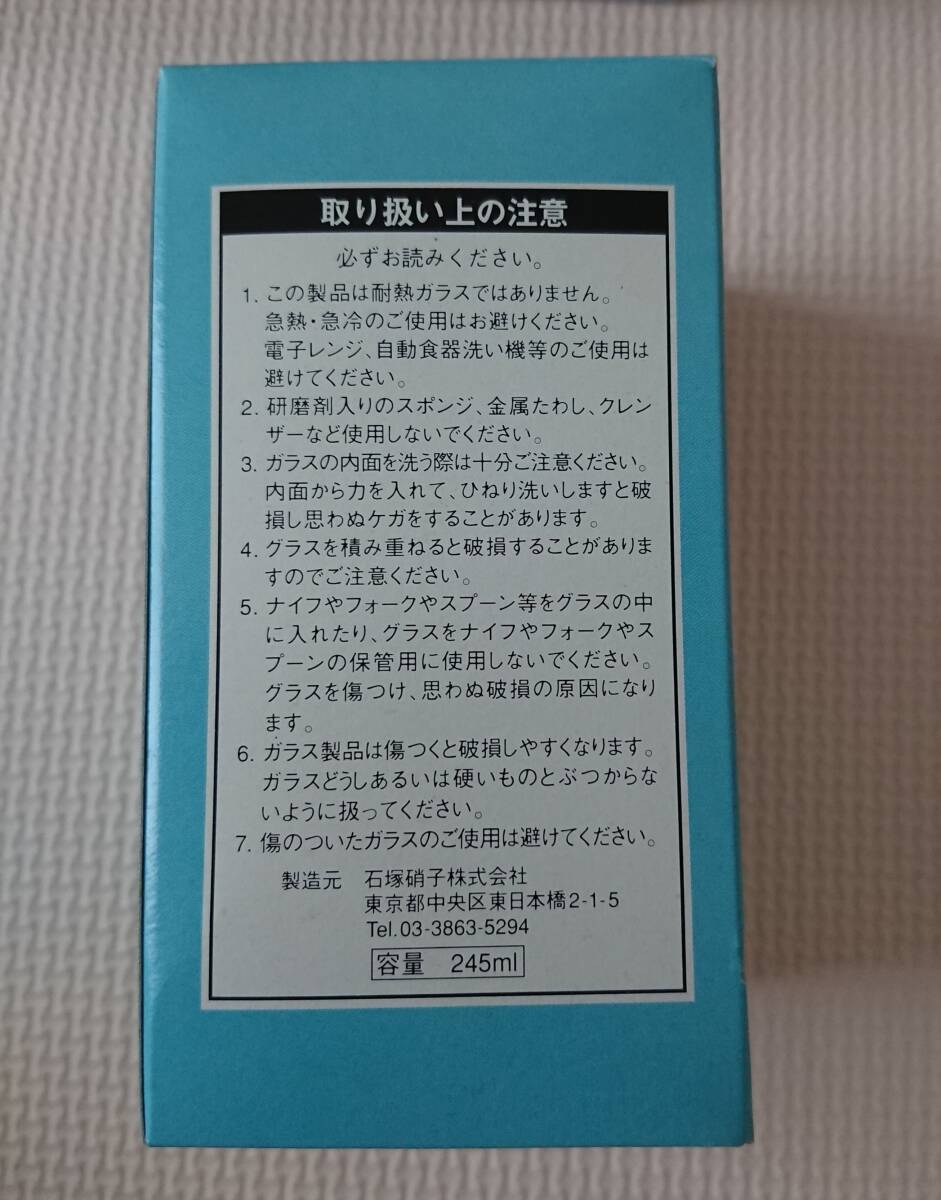 取り扱い上の注意
必ずお読みください。
1. この製品は耐熱ガラスではありません。
急熱・急冷のご使用はお避けください。
電子レンジ、自動食器洗い機等のご使用は
避けてください。
2. 研磨剤入りのスポンジ、金属たわし、クレン
ザーなど使用しないでください。
3. ガラスの内面を洗う際は十分ご注意ください。
内面から力を入れて、ひねり洗いしますと破
損し思わぬケガをすることがあります。
4. グラスを積み重ねると破損することがありま
すのでご注意ください。
5. ナイフやフォークやスプーン等をグラスの中
に入れたり、グラスをナイフやフォークやス
プーンの保管用に使用しないでください。
グラスを傷つけ、思わぬ破損の原因になり
ます。
6. ガラス製品は傷つくと破損しやすくなります。
ガラスどうしあるいは硬いものとぶつからな
いように扱ってください。
7. 傷のついたガラスのご使用は避けてください。
製造元 石塚硝子株式会社
東京都中央区東日本橋2-1-5
Tel.03-3863-5294
容量 245ml